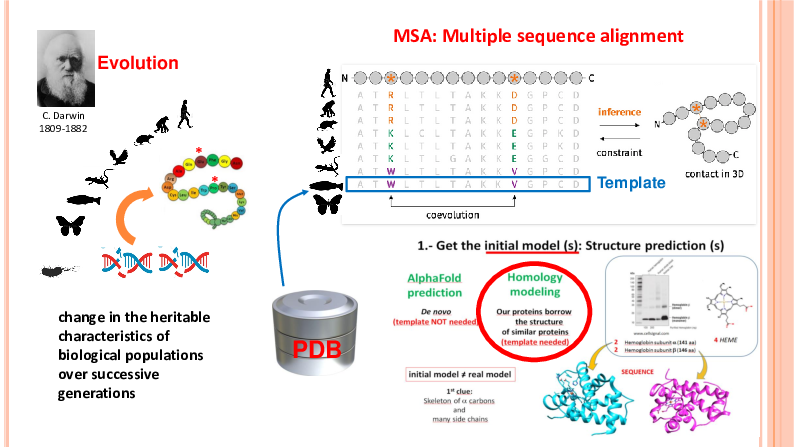 MSA: Multiple sequence alignment
Evolution
C. Darwin
1809-1882
N
C
A T R L T L T A K K D G P C D
A T R L T L T A K K D G P C D
A T R L T L T A K K D G P C D
A T K L C L T A K K E G P K D
A T K L T L T A K K E G P C D
A T K L T L G A K K E G P C D
A T W L T L T A K K V G P C D
A T W L T L T A K K V G P C D
coevolution
inference
constraint
N
C
contact in 3D
Template
change in the heritable
characteristics of
biological populations
over successive
generations
PDB
1.- Get the initial model (s): Structure prediction (s)
AlphaFold
prediction
De novo
(template NOT needed)
Homology
modeling
Our proteins borrow
the structure
of similar proteins
(template needed)
initial model ≠ real model
1st clue:
Skeleton of α carbons
and
many side chains
2 Hemoglobin subunit α (141 aa)
2 Hemoglobin subunit β (146 aa)
4 HEME
SEQUENCE